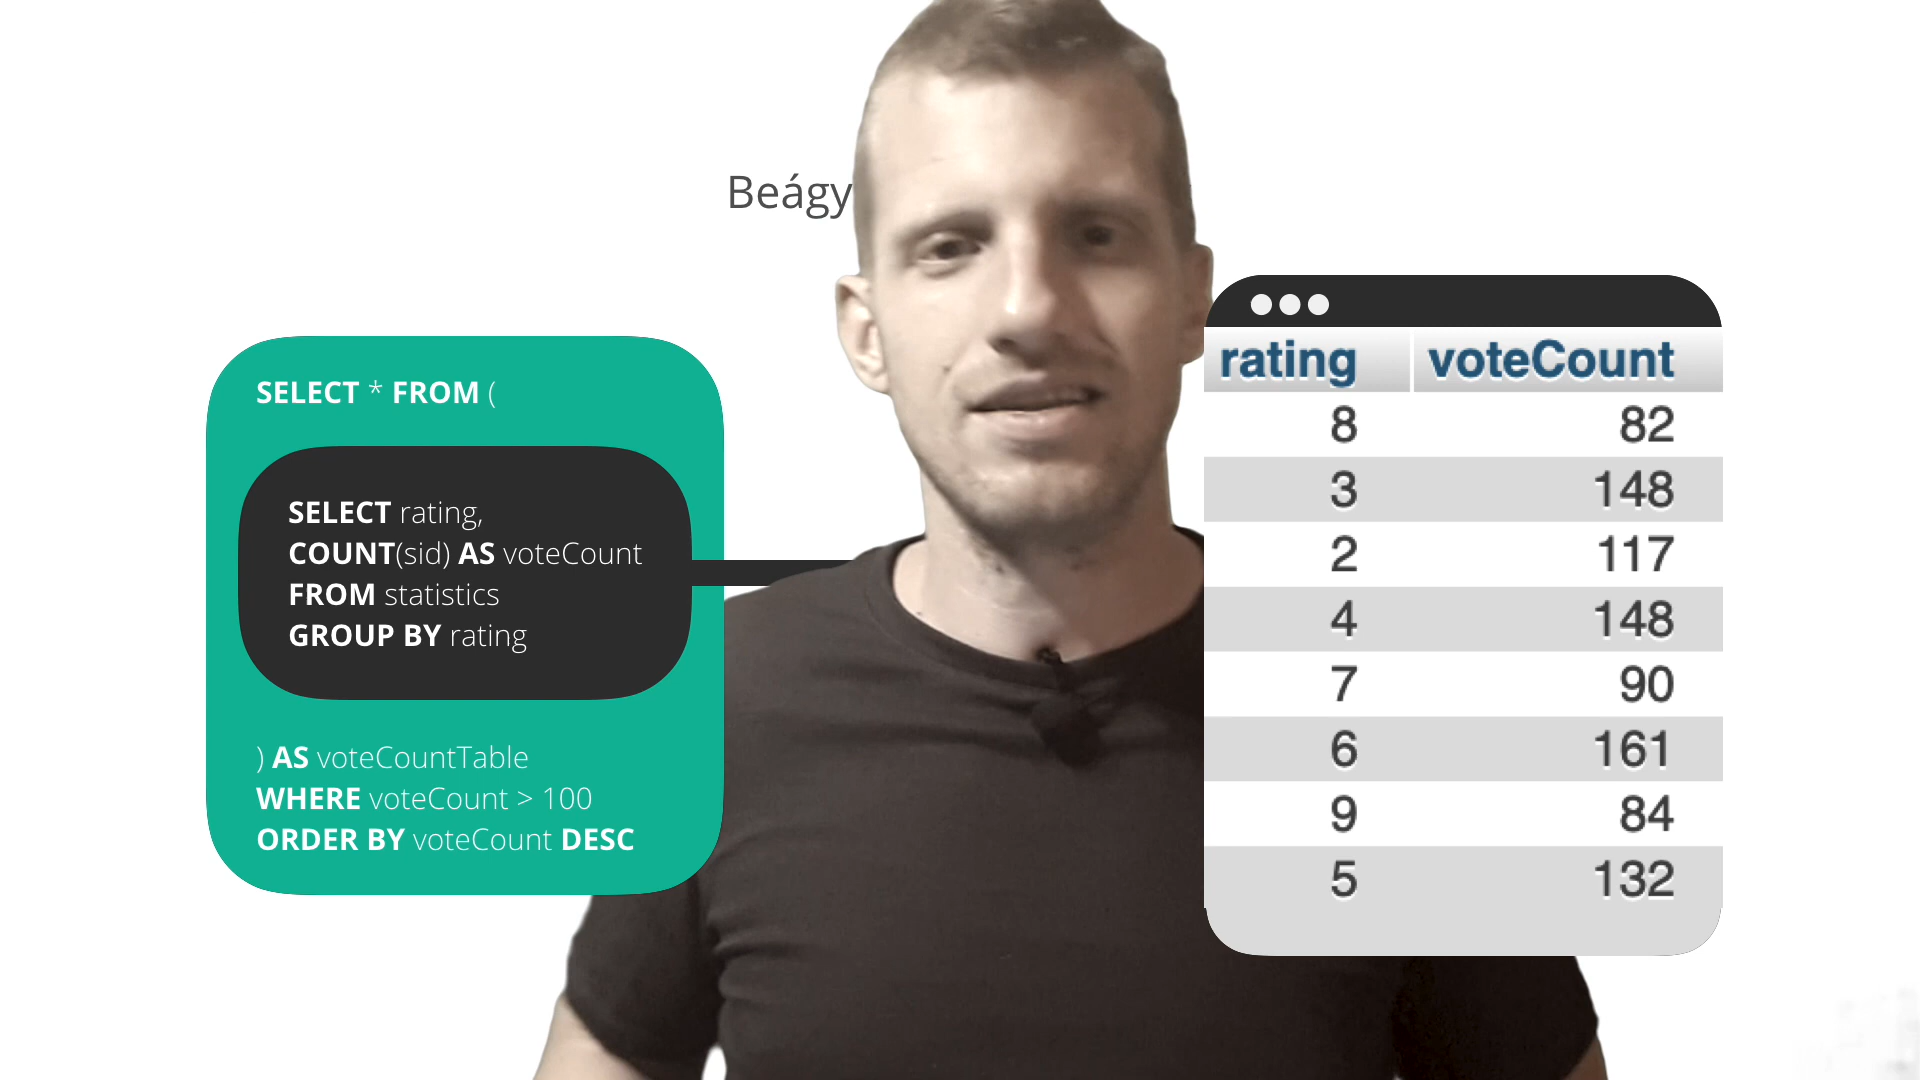 Beágy
SELECT * FROM (
SELECT rating,
COUNT(sid) AS voteCount
FROM statistics
GROUP BY rating
) AS voteCountTable
WHERE voteCount > 100
ORDER BY voteCount DESC
rating voteCount
8 82
3 148
2 117
4 148
7 90
6 161
9 84
5 132